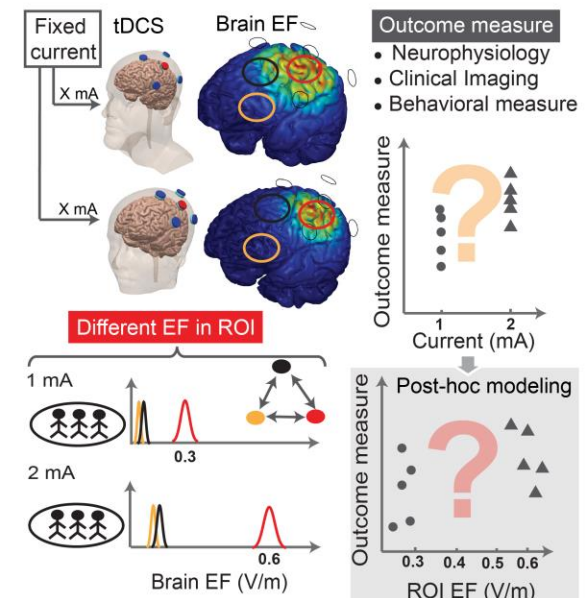 Fixed
current
tDCS
Brain EF
X mA
X mA
Different EF in ROI
1 mA
0.3
2 mA
0.6
Brain EF (V/m)
Outcome measure
• Neurophysiology
• Clinical Imaging
• Behavioral measure
Outcome measure
?
1
2
Current (mA)
Post-hoc modeling
Outcome measure
?
0.3 0.4 0.5 0.6
ROI EF (V/m)